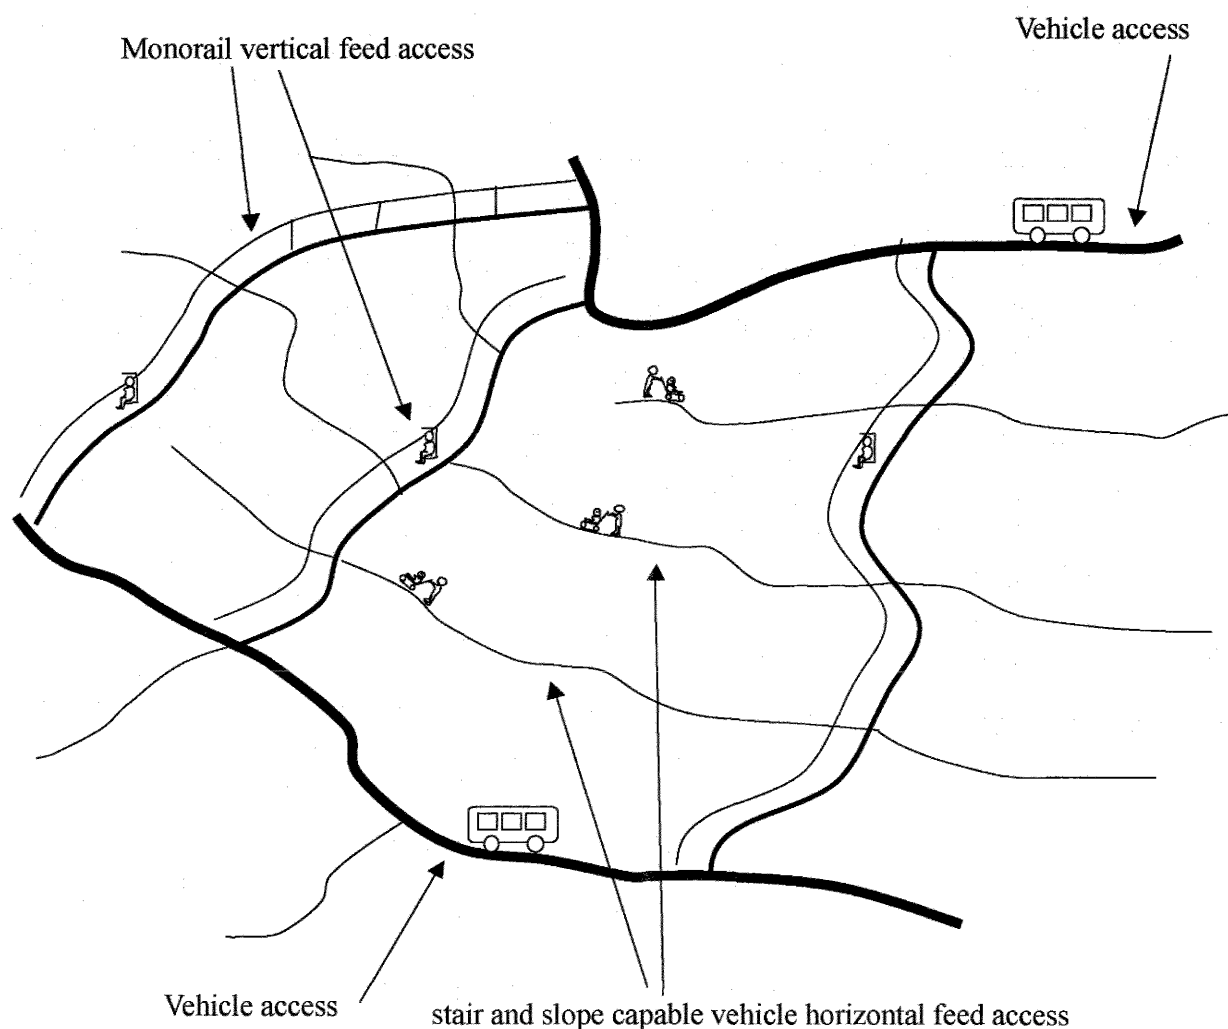 Monorail vertical feed access
Vehicle access
Vehicle access
stair and slope capable vehicle horizontal feed access